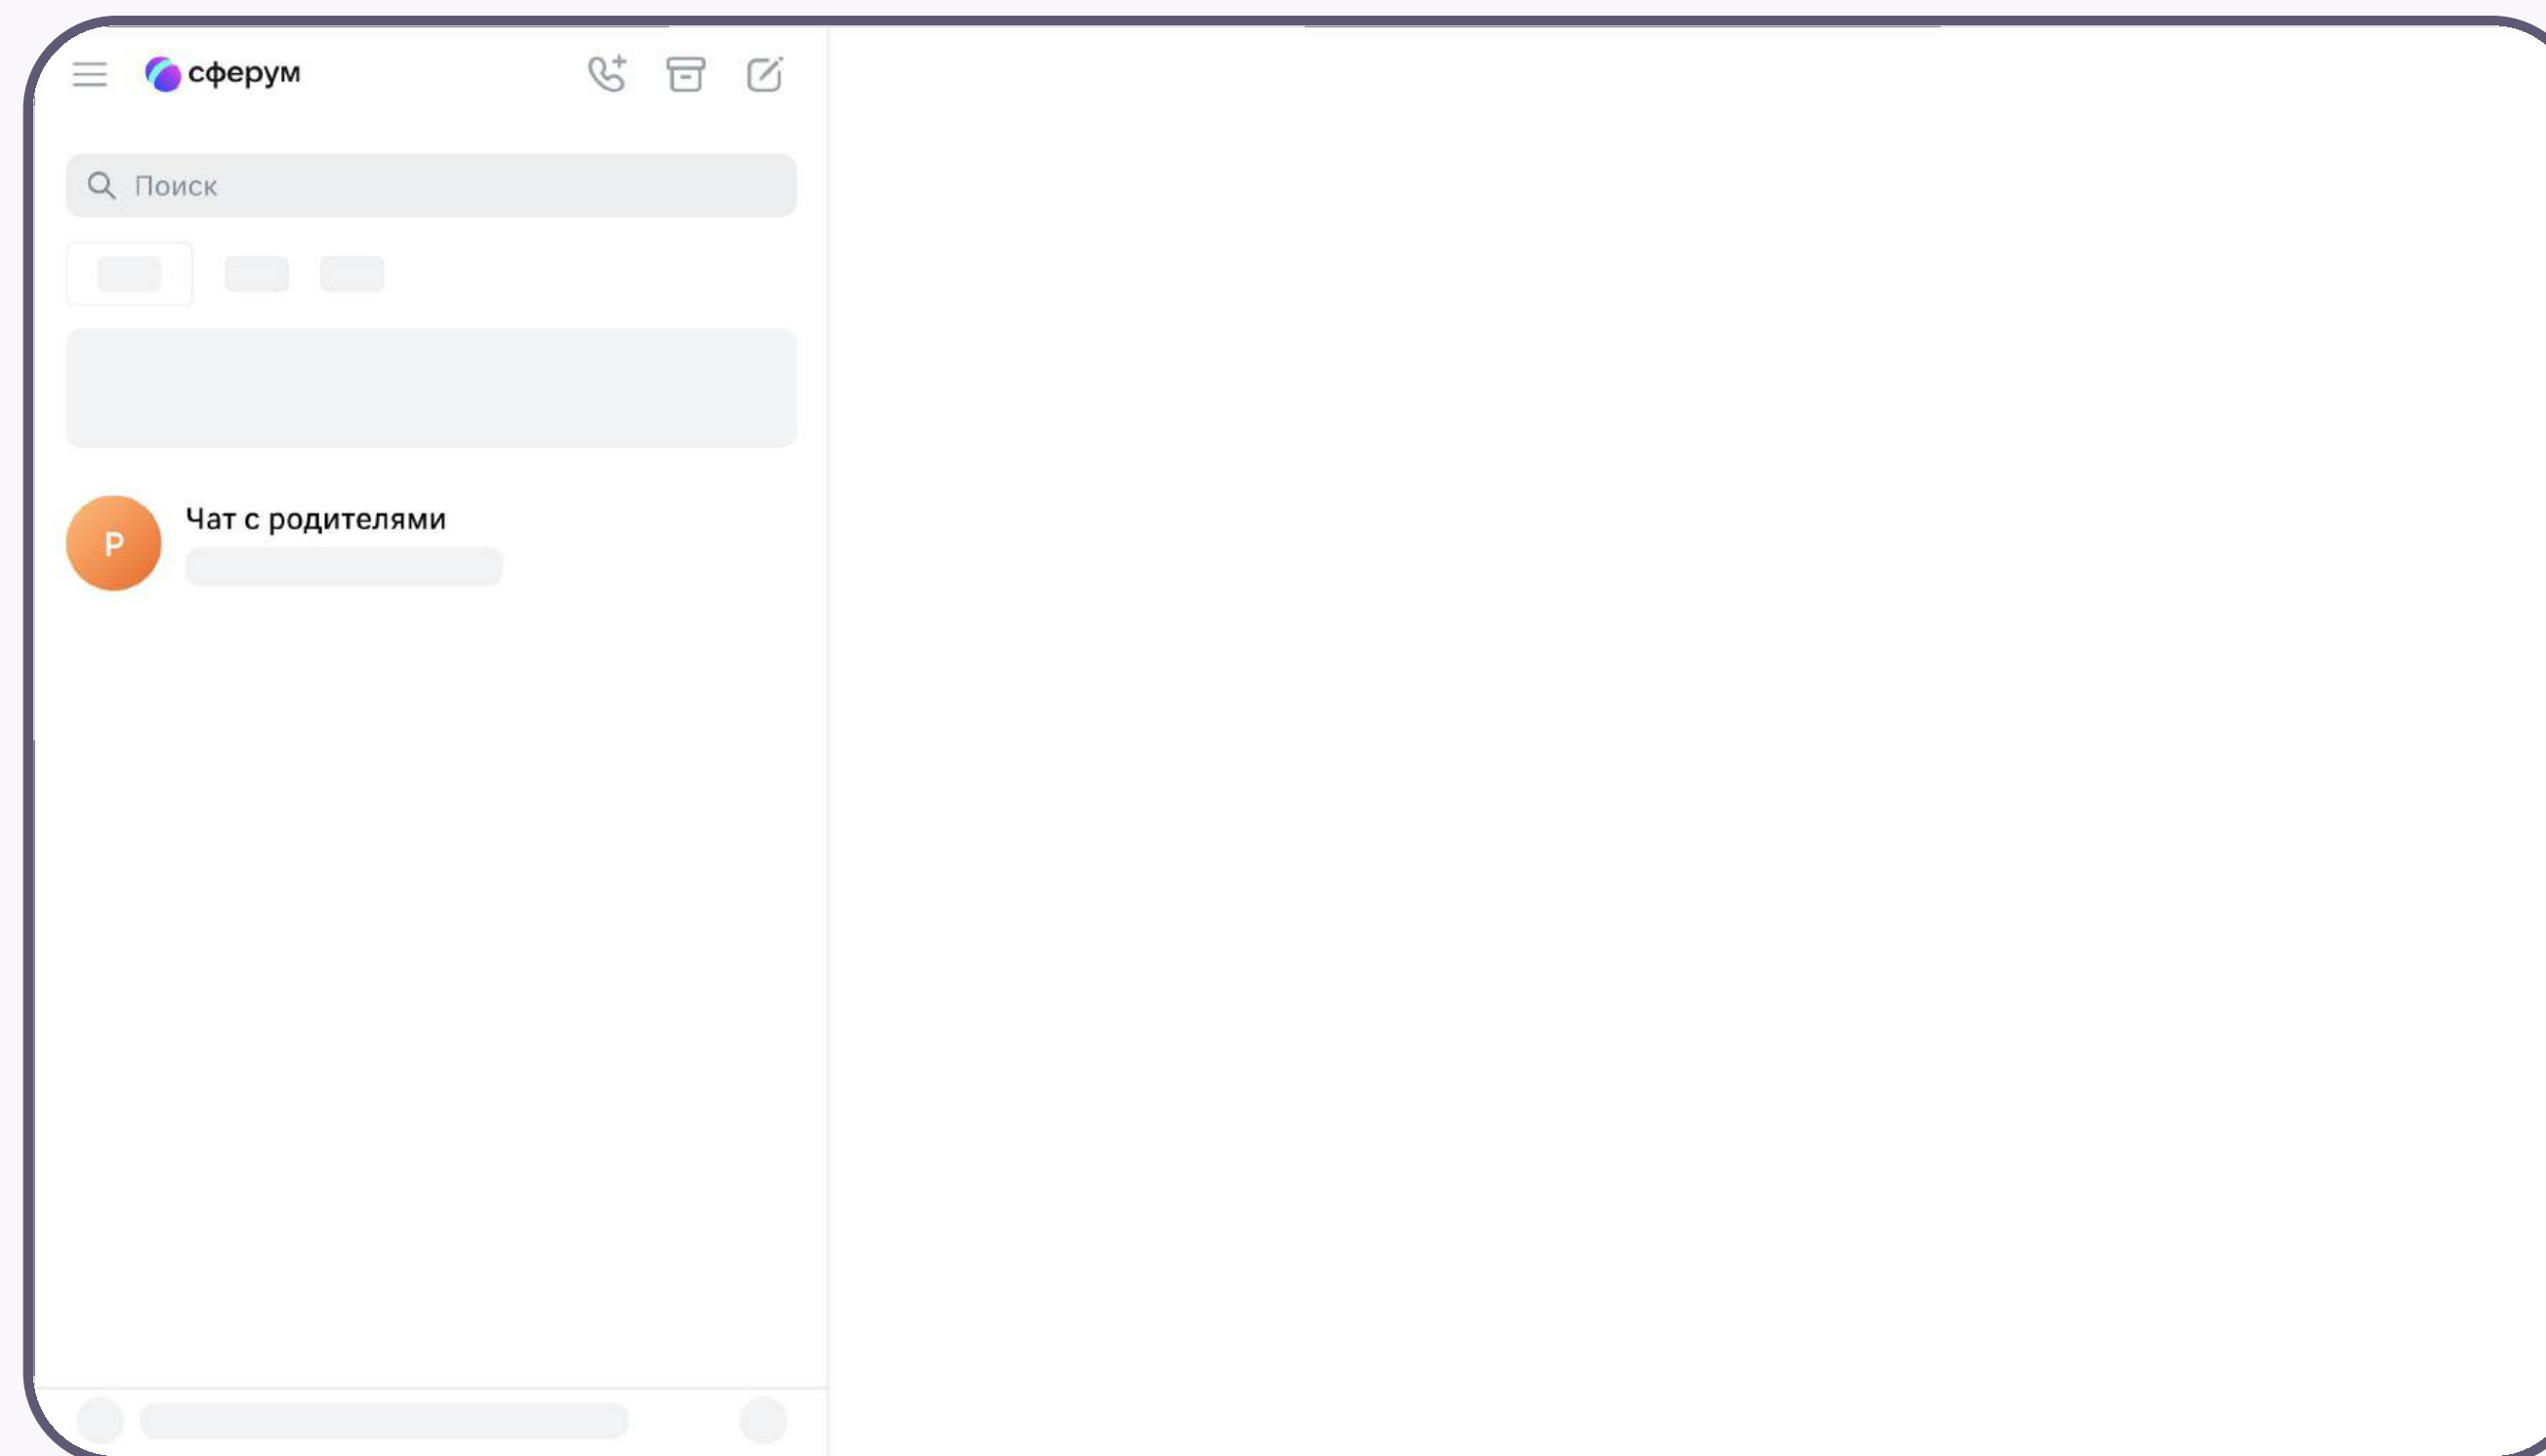 сферум
Поиск
Чат с родителями
Р